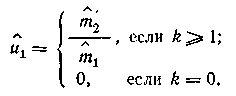 û₁ = { m̂₂′ / m̂₁ , если k ⩾ 1;
0, если k = 0.